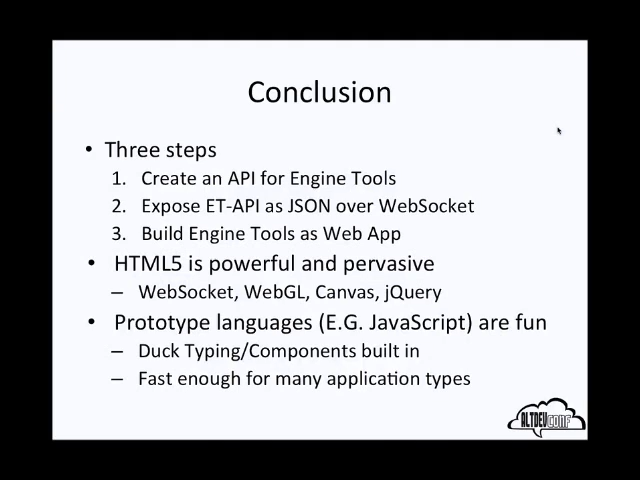 Conclusion
• Three steps
1. Create an API for Engine Tools
2. Expose ET-API as JSON over WebSocket
3. Build Engine Tools as Web App
• HTML5 is powerful and pervasive
– WebSocket, WebGL, Canvas, jQuery
• Prototype languages (E.G. JavaScript) are fun
– Duck Typing/Components built in
– Fast enough for many application types
ALTDEVCONF